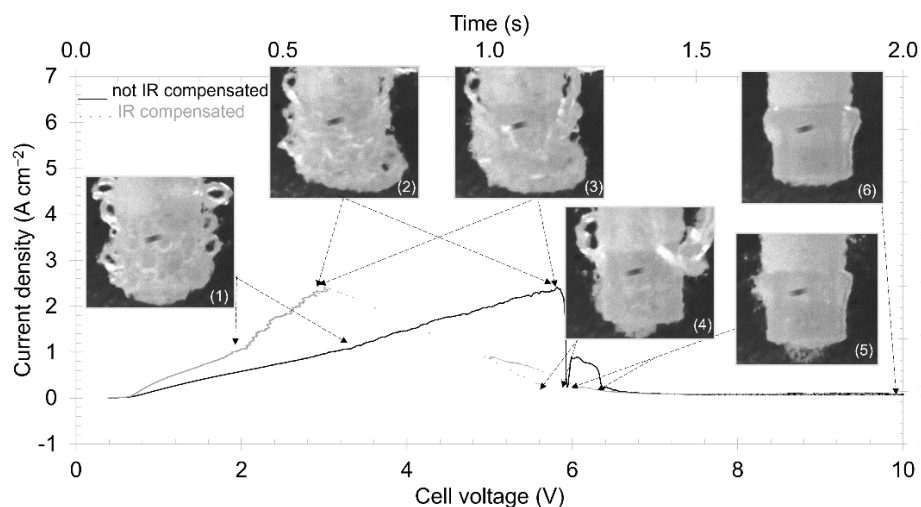 Time (s)
0.0 0.5 1.0 1.5 2.0
7
not IR compensated
IR compensated
6
5
4
3
2
1
0
-1
Current density (A cm⁻²)
(1)
(2)
(3)
(4)
(5)
(6)
0 2 4 6 8 10
Cell voltage (V)